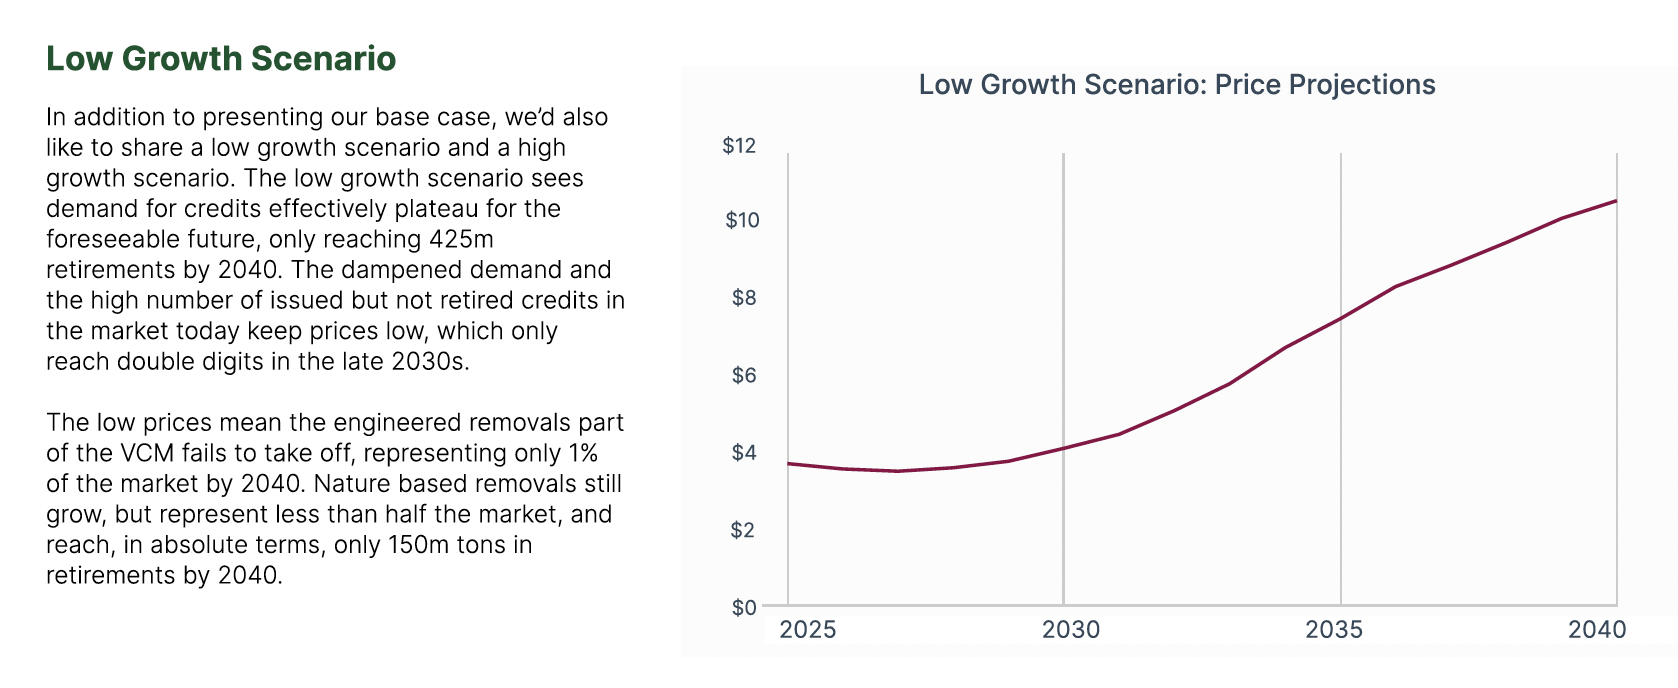 Low Growth Scenario
In addition to presenting our base case, we’d also
like to share a low growth scenario and a high
growth scenario. The low growth scenario sees
demand for credits effectively plateau for the
foreseeable future, only reaching 425m
retirements by 2040. The dampened demand and
the high number of issued but not retired credits in
the market today keep prices low, which only
reach double digits in the late 2030s.
The low prices mean the engineered removals part
of the VCM fails to take off, representing only 1%
of the market by 2040. Nature based removals still
grow, but represent less than half the market, and
reach, in absolute terms, only 150m tons in
retirements by 2040.
Low Growth Scenario: Price Projections
$12
$10
$8
$6
$4
$2
$0
2025 2030 2035 2040